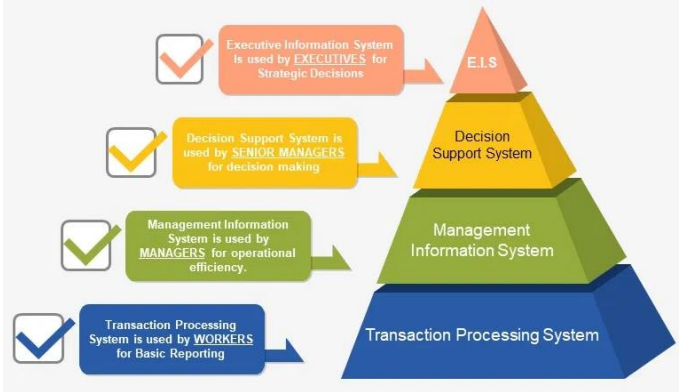 Executive Information System
Is used by EXECUTIVES for
Strategic Decisions
E.I.S
Decision Support System is
used by SENIOR MANAGERS
for decision making
Decision
Support System
Management Information
System is used by
MANAGERS for operational
efficiency.
Management
Information System
Transaction Processing
System is used by WORKERS
for Basic Reporting
Transaction Processing System